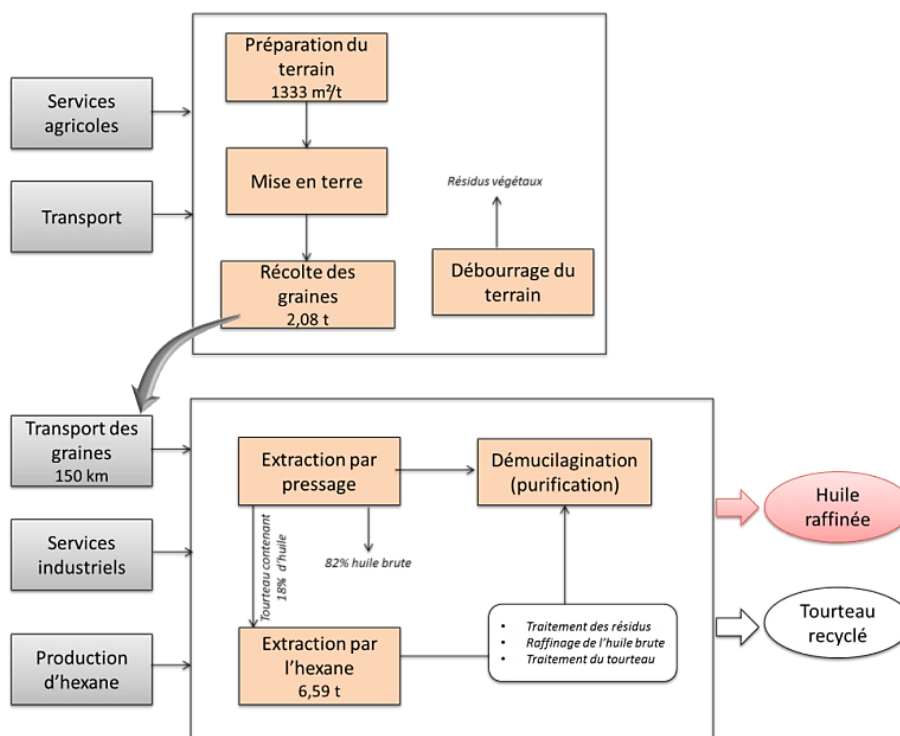 Préparation du
terrain
1333 m²/t
Services
agricoles
Mise en terre
Résidus végétaux
Transport
Récolte des
graines
2,08 t
Débourrage du
terrain
Transport des
graines
150 km
Extraction par
pressage
Démucilagination
(purification)
Huile
raffinée
Services
industriels
Tourteau contenant
18% d'huile
82% huile brute
Tourteau
recyclé
Production
d'hexane
Extraction par
l'hexane
6,59 t
• Traitement des résidus
• Raffinage de l'huile brute
• Traitement du tourteau